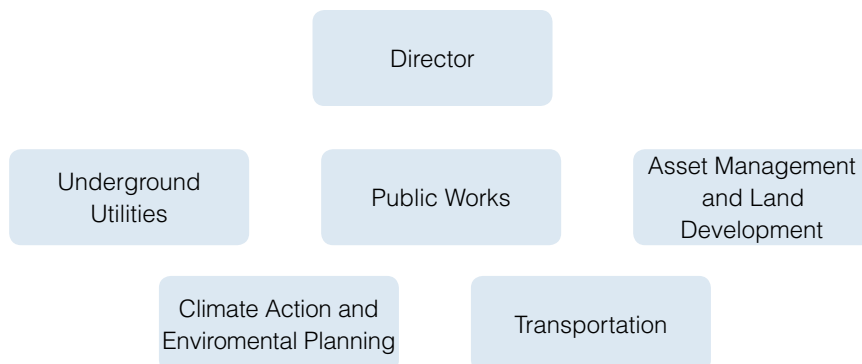 Director
Underground
Utilities
Public Works
Asset Management
and Land
Development
Climate Action and
Enviromental Planning
Transportation